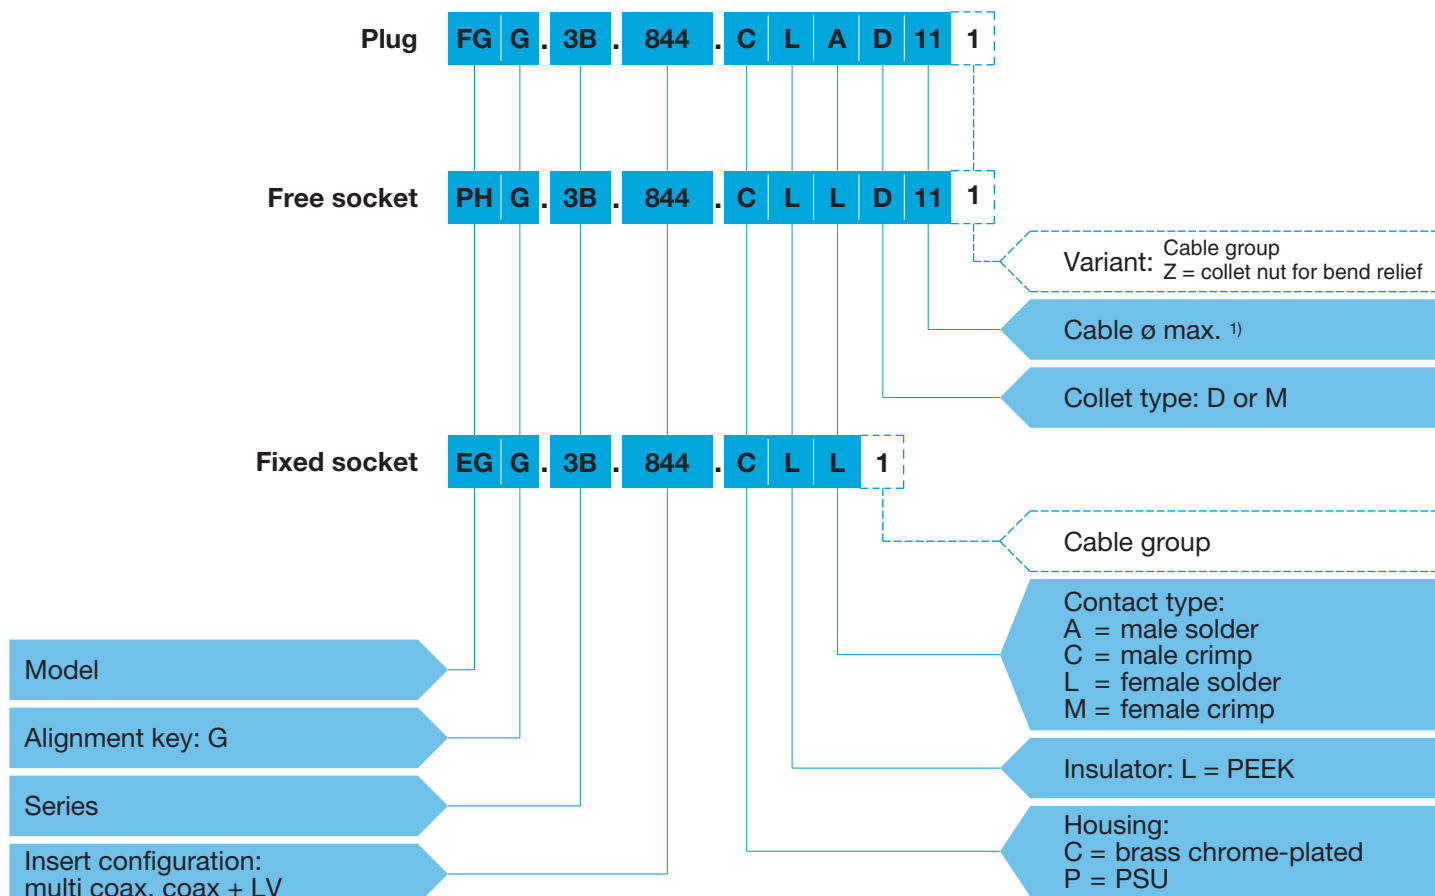 Plug FG G . 3B . 844 . C L A D 11 1
Free socket PH G . 3B . 844 . C L L D 11 1
Variant: Cable group
Z = collet nut for bend relief
Cable ø max. 1)
Collet type: D or M
Fixed socket EG G . 3B . 844 . C L L 1
Cable group
Contact type:
A = male solder
C = male crimp
L = female solder
M = female crimp
Model
Alignment key: G
Insulator: L = PEEK
Series
Housing:
C = brass chrome-plated
P = PSU
Insert configuration:
multi coax, coax + LV